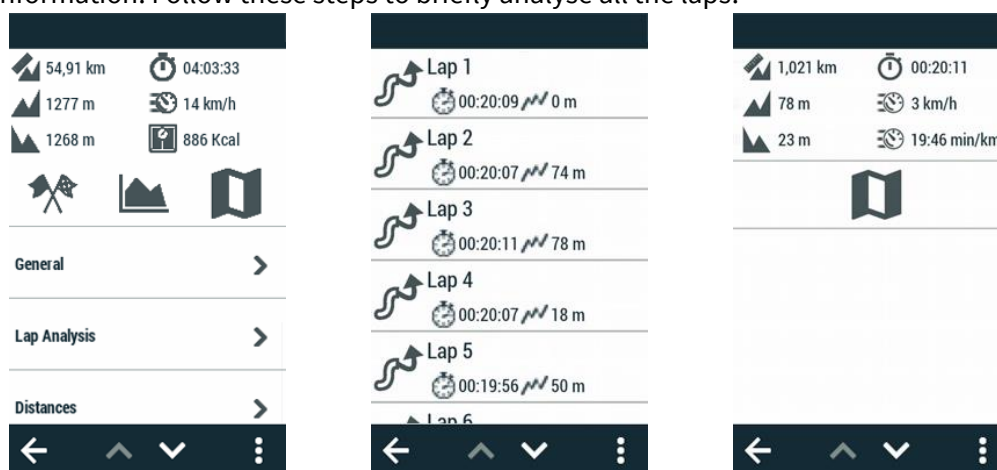 nformation. Follow these steps to briefly analyse all the laps:
54,91 km 04:03:33
1277 m 14 km/h
1268 m 886 Kcal
General
Lap Analysis
Distances
Lap 1
00:20:09 0 m
Lap 2
00:20:07 74 m
Lap 3
00:20:11 78 m
Lap 4
00:20:07 18 m
Lap 5
00:19:56 50 m
Lap 6
1,021 km 00:20:11
78 m 3 km/h
23 m 19:46 min/km